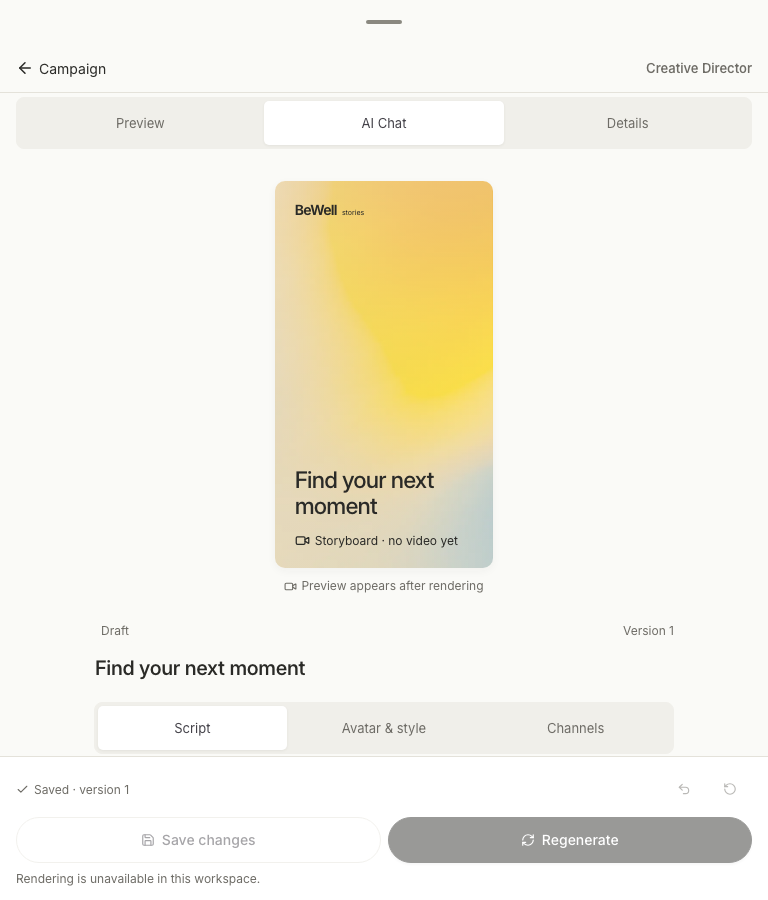 Campaign
Creative Director
Preview
AI Chat
Details
BeWell stories
Find your next
moment
Storyboard · no video yet
Preview appears after rendering
Draft
Version 1
Find your next moment
Script
Avatar & style
Channels
Saved · version 1
Save changes
Regenerate
Rendering is unavailable in this workspace.